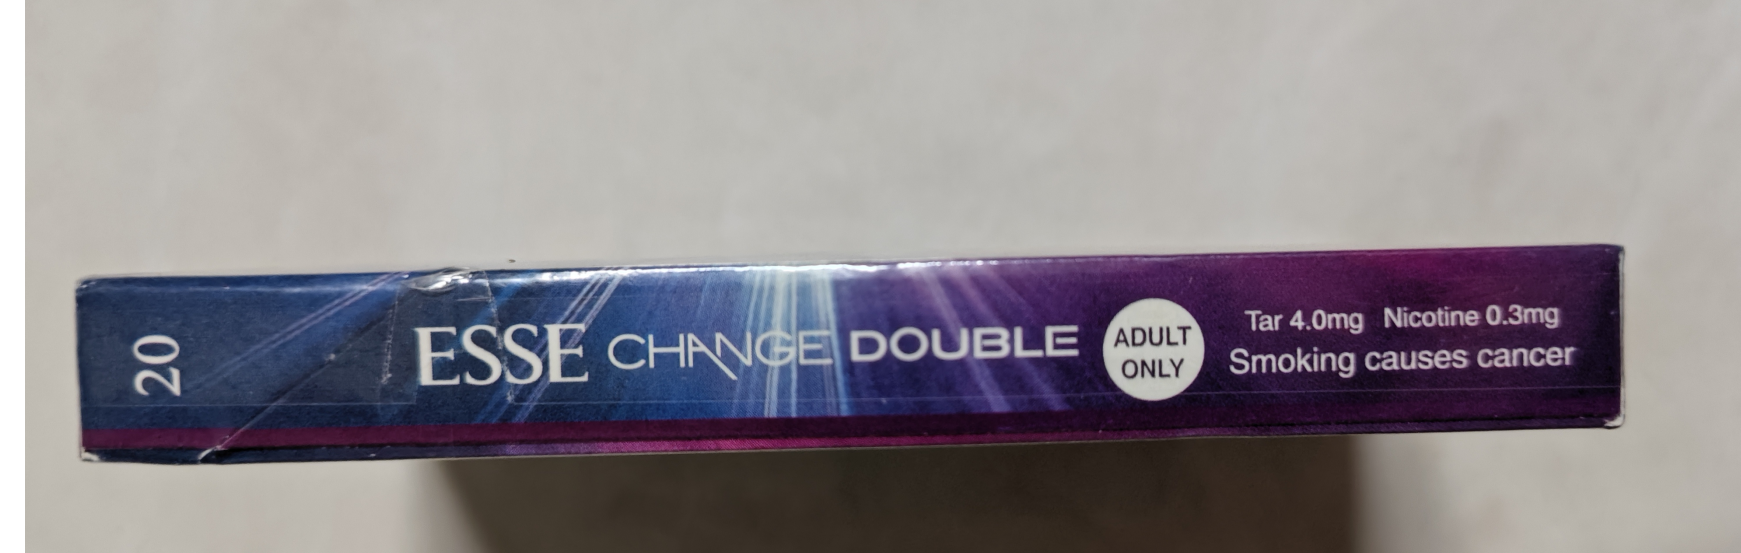 20
ESSE CHANGE DOUBLE
ADULT
ONLY
Tar 4.0mg Nicotine 0.3mg
Smoking causes cancer